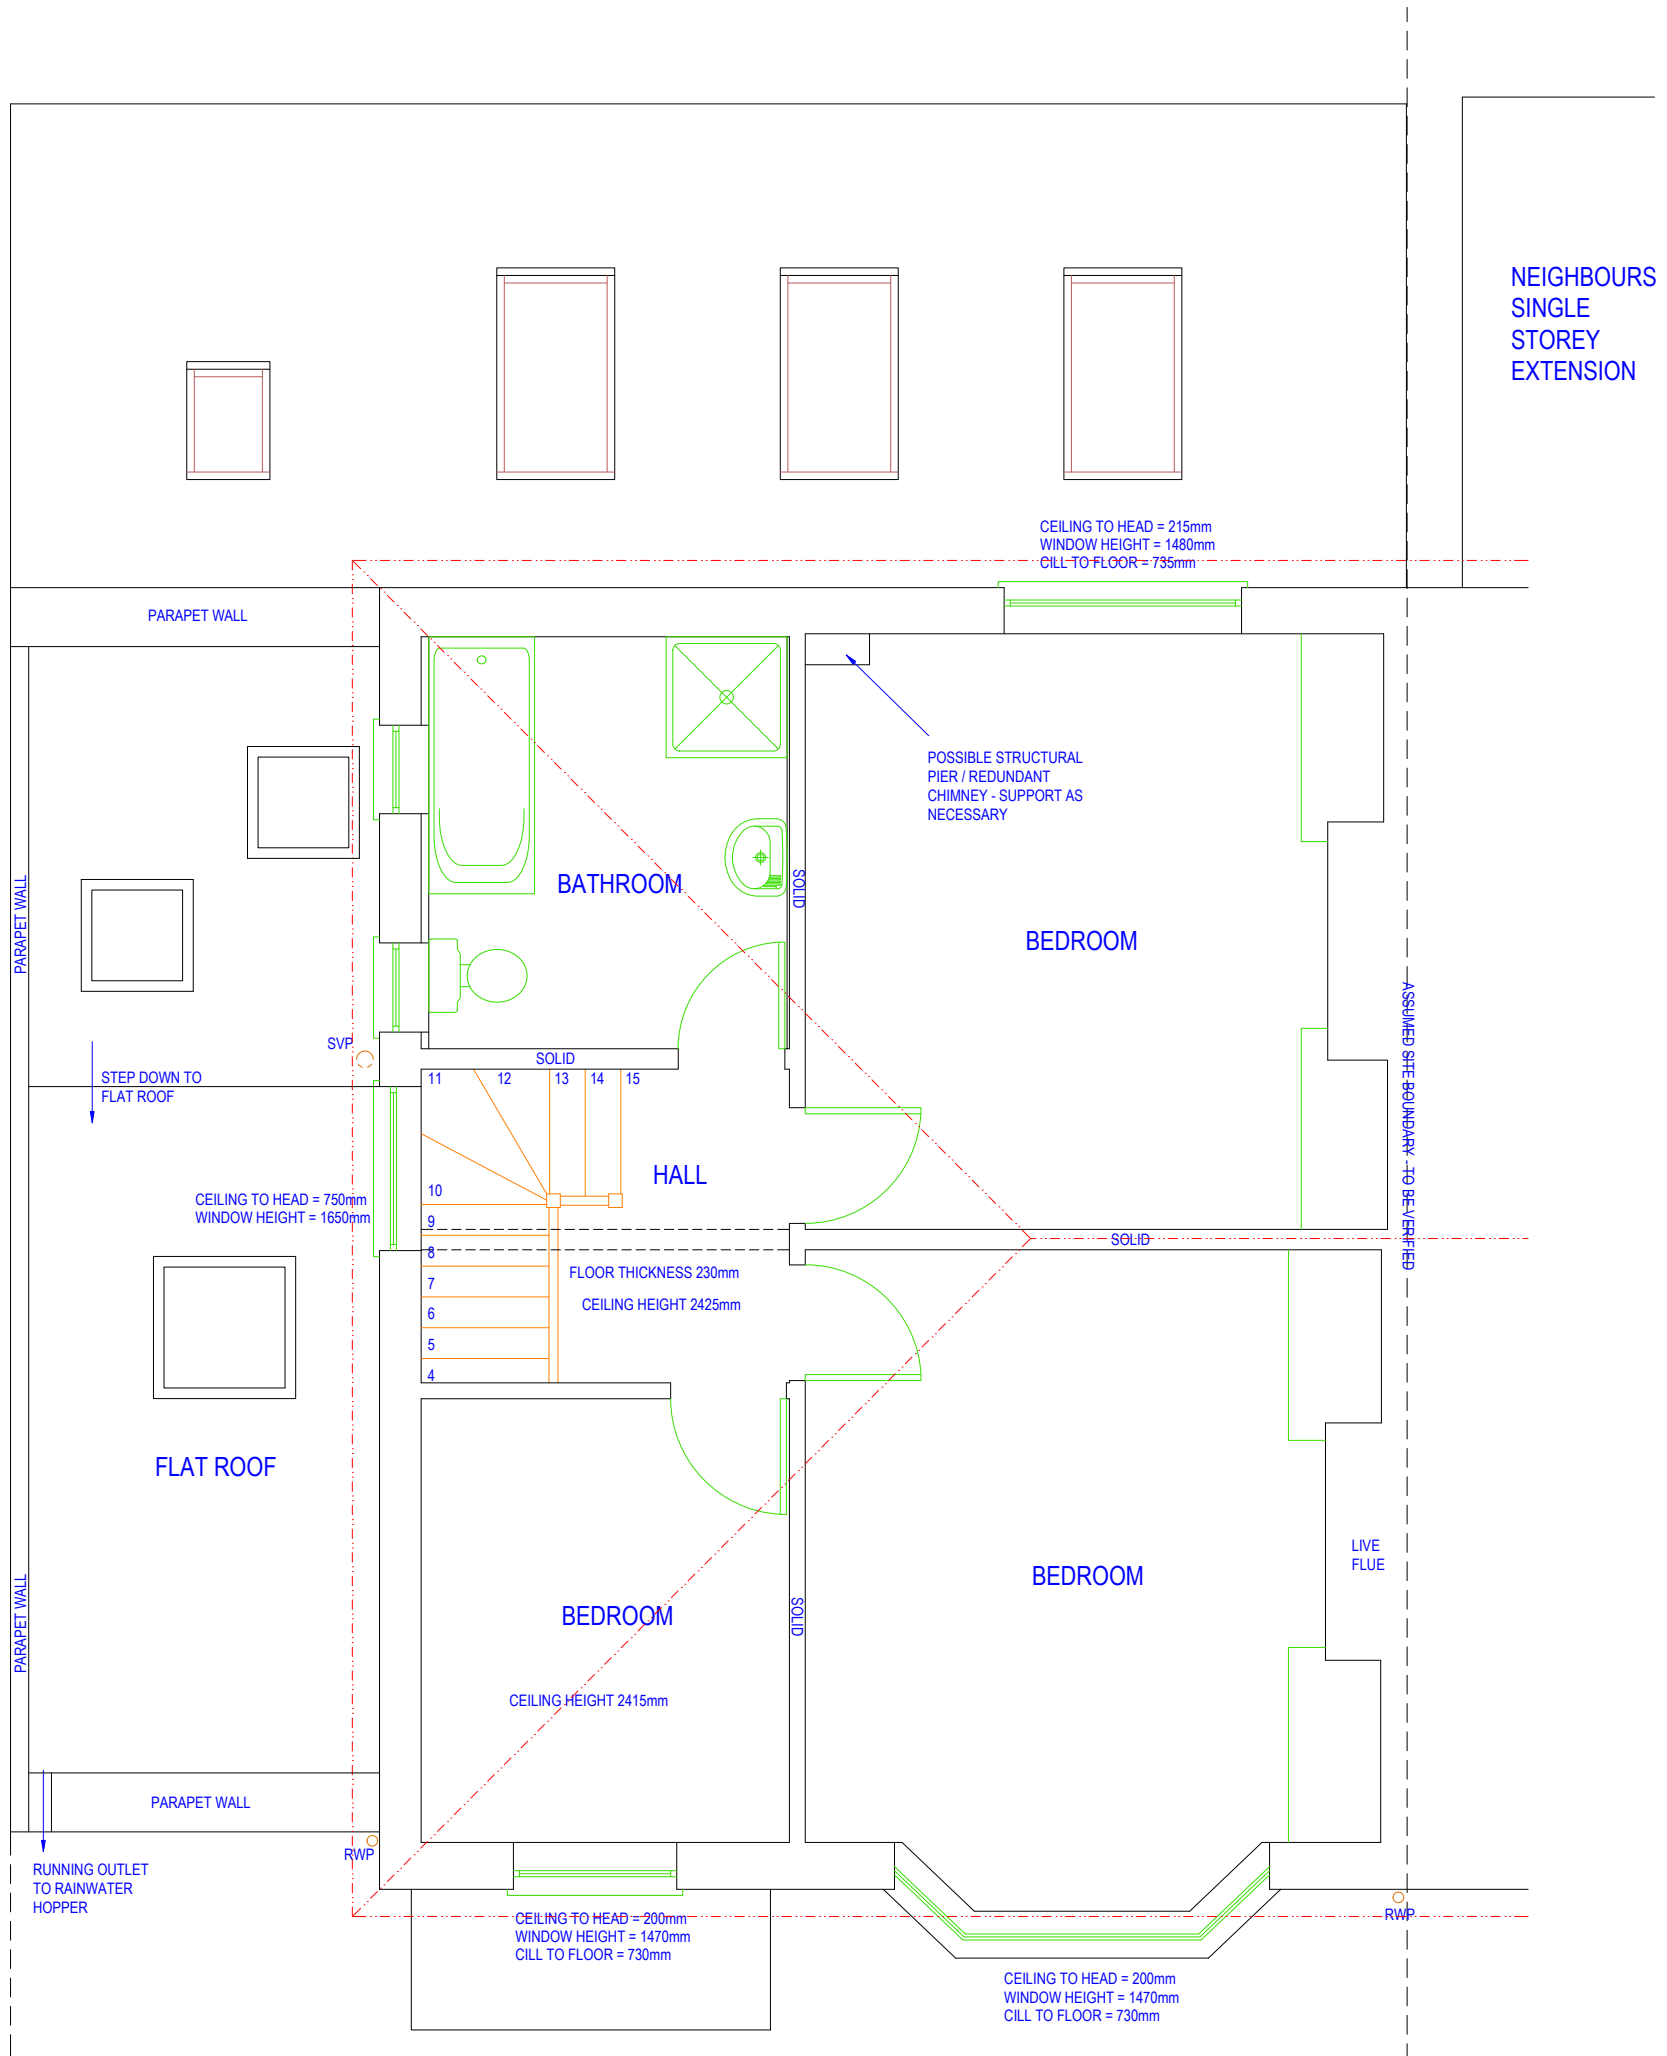 NEIGHBOURS
SINGLE
STOREY
EXTENSION
CEILING TO HEAD = 215mm
WINDOW HEIGHT = 1480mm
CILL TO FLOOR = 735mm
PARAPET WALL
POSSIBLE STRUCTURAL
PIER / REDUNDANT
CHIMNEY - SUPPORT AS
NECESSARY
BATHROOM
SOLID
BEDROOM
PARAPET WALL
ASSUMED SITE BOUNDARY - TO BE VERIFIED
SVP
SOLID
STEP DOWN TO
FLAT ROOF
11
12
13
14
15
HALL
10
CEILING TO HEAD = 750mm
WINDOW HEIGHT = 1650mm
9
8
SOLID
FLOOR THICKNESS 230mm
7
CEILING HEIGHT 2425mm
6
5
4
FLAT ROOF
LIVE
FLUE
BEDROOM
BEDROOM
SOLID
PARAPET WALL
CEILING HEIGHT 2415mm
PARAPET WALL
RWP
RUNNING OUTLET
TO RAINWATER
HOPPER
RWP
CEILING TO HEAD = 200mm
WINDOW HEIGHT = 1470mm
CILL TO FLOOR = 730mm
CEILING TO HEAD = 200mm
WINDOW HEIGHT = 1470mm
CILL TO FLOOR = 730mm